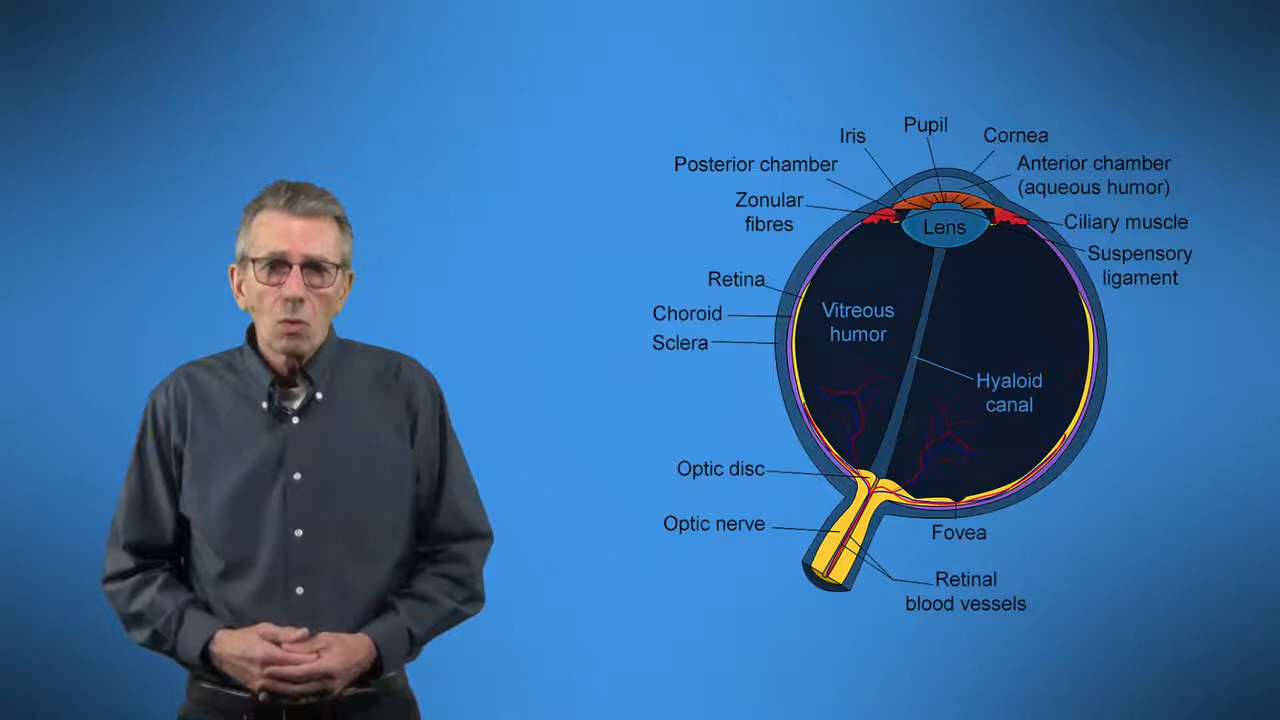 Pupil
Iris
Cornea
Posterior chamber
Anterior chamber
(aqueous humor)
Zonular
fibres
Ciliary muscle
Lens
Suspensory
ligament
Retina
Choroid
Vitreous
humor
Sclera
Hyaloid
canal
Optic disc
Optic nerve
Fovea
Retinal
blood vessels